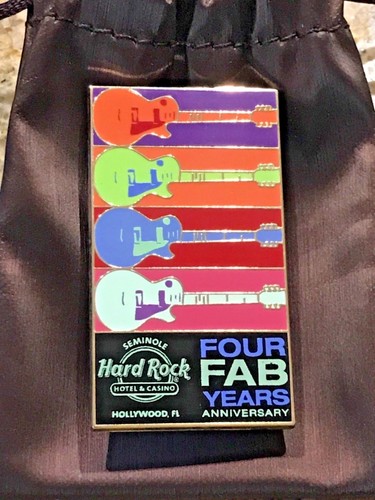 SEMINOLE
Hard Rock®
HOTEL & CASINO
HOLLYWOOD, FL
FOUR
FAB
YEARS
ANNIVERSARY